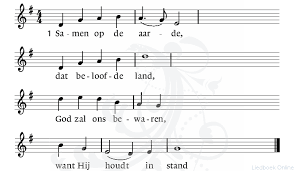 1 Sa-men op de aar-de,
dat be-loof-de land,
God zal ons be-wa-ren,
want Hij houdt in stand
Liedboek Online